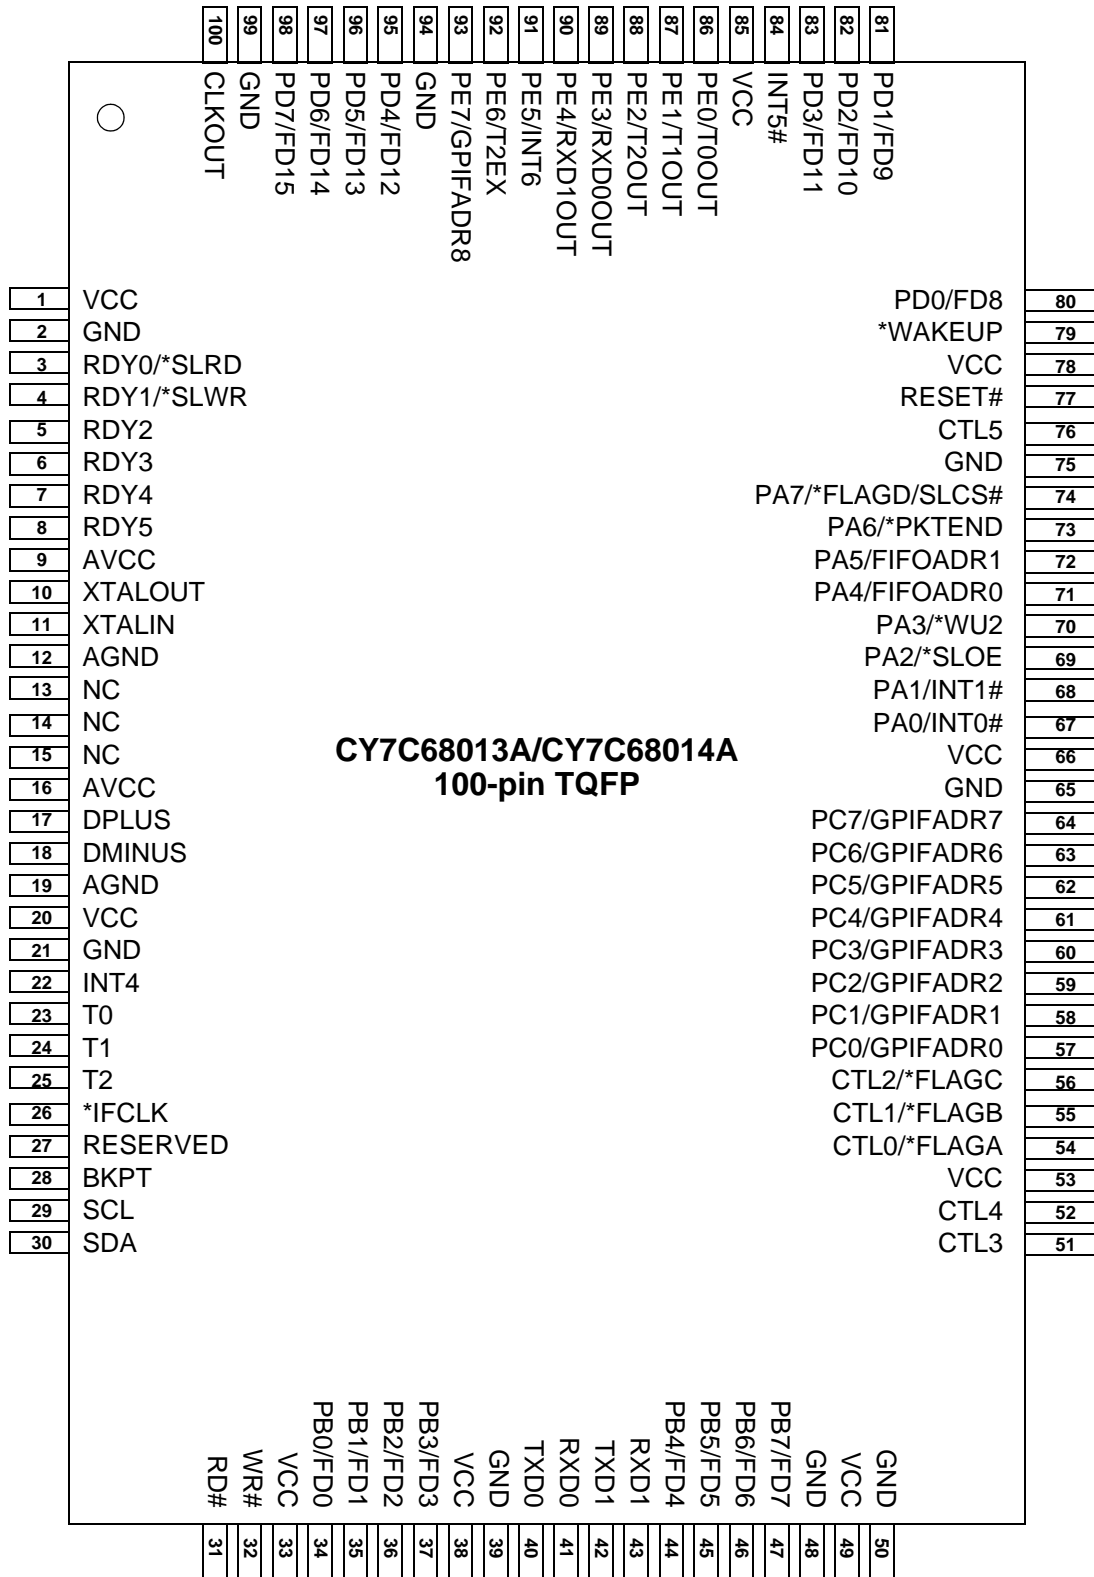 100 99 98 97 96 95 94 93 92 91 90 89 88 87 86 85 84 83 82 81
CLKOUT
GND
PD7/FD15
PD6/FD14
PD5/FD13
PD4/FD12
GND
PE7/GPIFADR8
PE6/T2EX
PE5/INT6
PE4/RXD1OUT
PE3/RXD0OUT
PE2/T2OUT
PE1/T1OUT
PE0/T0OUT
VCC
INT5#
PD3/FD11
PD2/FD10
PD1/FD9
1 VCC PD0/FD8 80
2 GND *WAKEUP 79
3 RDY0/*SLRD VCC 78
4 RDY1/*SLWR RESET# 77
5 RDY2 CTL5 76
6 RDY3 GND 75
7 RDY4 PA7/*FLAGD/SLCS# 74
8 RDY5 PA6/*PKTEND 73
9 AVCC PA5/FIFOADR1 72
10 XTALOUT PA4/FIFOADR0 71
11 XTALIN PA3/*WU2 70
12 AGND PA2/*SLOE 69
13 NC PA1/INT1# 68
14 NC PA0/INT0# 67
15 NC VCC 66
CY7C68013A/CY7C68014A
100-pin TQFP
16 AVCC GND 65
17 DPLUS PC7/GPIFADR7 64
18 DMINUS PC6/GPIFADR6 63
19 AGND PC5/GPIFADR5 62
20 VCC PC4/GPIFADR4 61
21 GND PC3/GPIFADR3 60
22 INT4 PC2/GPIFADR2 59
23 T0 PC1/GPIFADR1 58
24 T1 PC0/GPIFADR0 57
25 T2 CTL2/*FLAGC 56
26 *IFCLK CTL1/*FLAGB 55
27 RESERVED CTL0/*FLAGA 54
28 BKPT VCC 53
29 SCL CTL4 52
30 SDA CTL3 51
RD#
WR#
VCC
PB0/FD0
PB1/FD1
PB2/FD2
PB3/FD3
VCC
GND
TXD0
RXD0
TXD1
RXD1
PB4/FD4
PB5/FD5
PB6/FD6
PB7/FD7
GND
VCC
GND
31 32 33 34 35 36 37 38 39 40 41 42 43 44 45 46 47 48 49 50